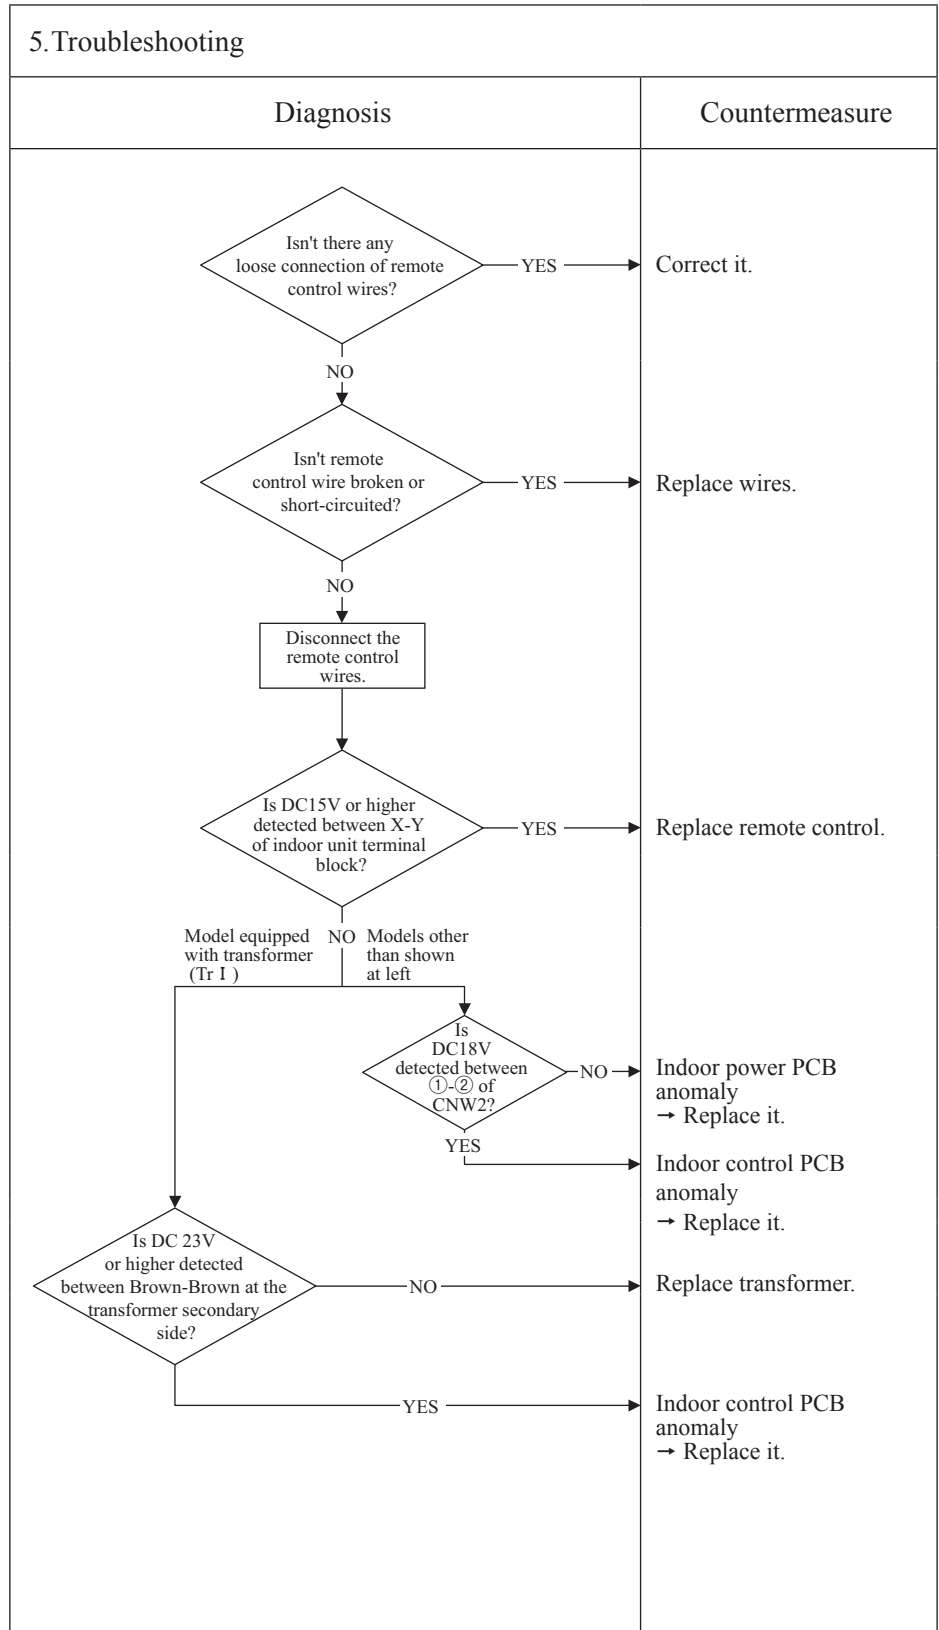 5.Troubleshooting
Diagnosis
Countermeasure
Isn't there any
loose connection of remote
control wires?
YES
Correct it.
NO
Isn't remote
control wire broken or
short-circuited?
YES
Replace wires.
NO
Disconnect the
remote control
wires.
Is DC15V or higher
detected between X-Y
of indoor unit terminal
block?
YES
Replace remote control.
Model equipped
with transformer
(Tr I )
NO
Models other
than shown
at left
Is
DC18V
detected between
①-② of
CNW2?
NO
Indoor power PCB
anomaly
→ Replace it.
YES
Indoor control PCB
anomaly
→ Replace it.
Is DC 23V
or higher detected
between Brown-Brown at the
transformer secondary
side?
NO
Replace transformer.
YES
Indoor control PCB
anomaly
→ Replace it.